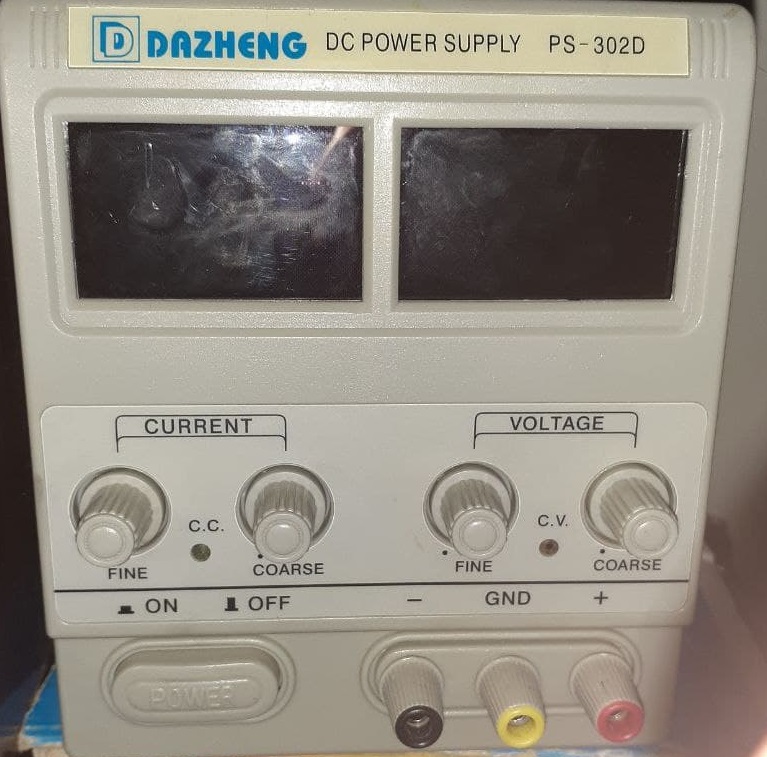 D DAZHENG DC POWER SUPPLY PS-302D
CURRENT VOLTAGE
C.C. C.V.
FINE COARSE FINE COARSE
ON OFF - GND +
POWER